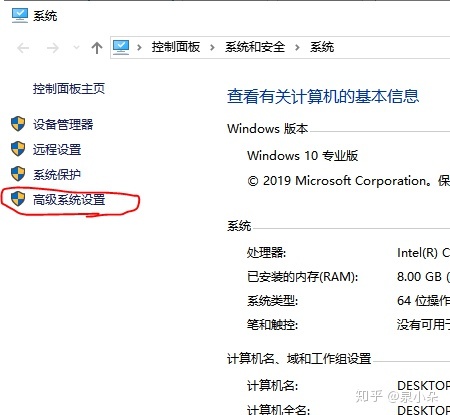 系统
控制面板 > 系统和安全 > 系统
控制面板主页
设备管理器
远程设置
系统保护
高级系统设置
查看有关计算机的基本信息
Windows 版本
Windows 10 专业版
© 2019 Microsoft Corporation。保
系统
处理器: Intel(R) C
已安装的内存(RAM): 8.00 GB (
系统类型: 64 位操作
笔和触控: 没有可用于
计算机名、域和工作组设置
计算机名: DESKTOP
计算机全名: DESKTOP
知乎 @泉小朵